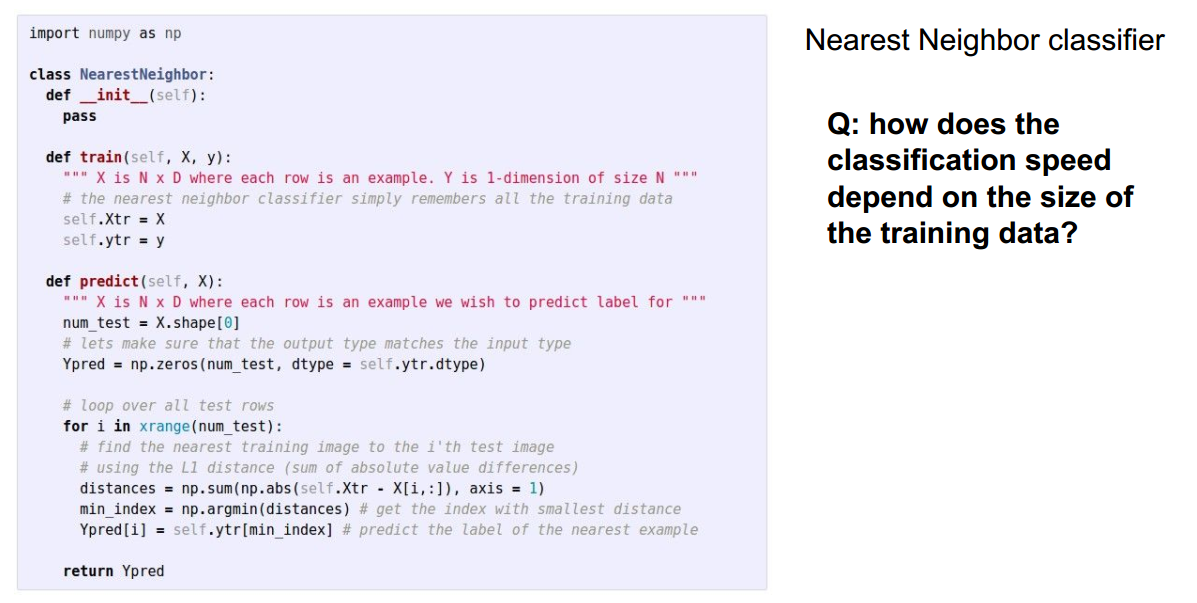 import numpy as np
class NearestNeighbor:
def __init__(self):
pass
def train(self, X, y):
""" X is N x D where each row is an example. Y is 1-dimension of size N """
# the nearest neighbor classifier simply remembers all the training data
self.Xtr = X
self.ytr = y
def predict(self, X):
""" X is N x D where each row is an example we wish to predict label for """
num_test = X.shape[0]
# lets make sure that the output type matches the input type
Ypred = np.zeros(num_test, dtype = self.ytr.dtype)
# loop over all test rows
for i in xrange(num_test):
# find the nearest training image to the i'th test image
# using the L1 distance (sum of absolute value differences)
distances = np.sum(np.abs(self.Xtr - X[i,:]), axis = 1)
min_index = np.argmin(distances) # get the index with smallest distance
Ypred[i] = self.ytr[min_index] # predict the label of the nearest example
return Ypred
Nearest Neighbor classifier
Q: how does the
classification speed
depend on the size of
the training data?